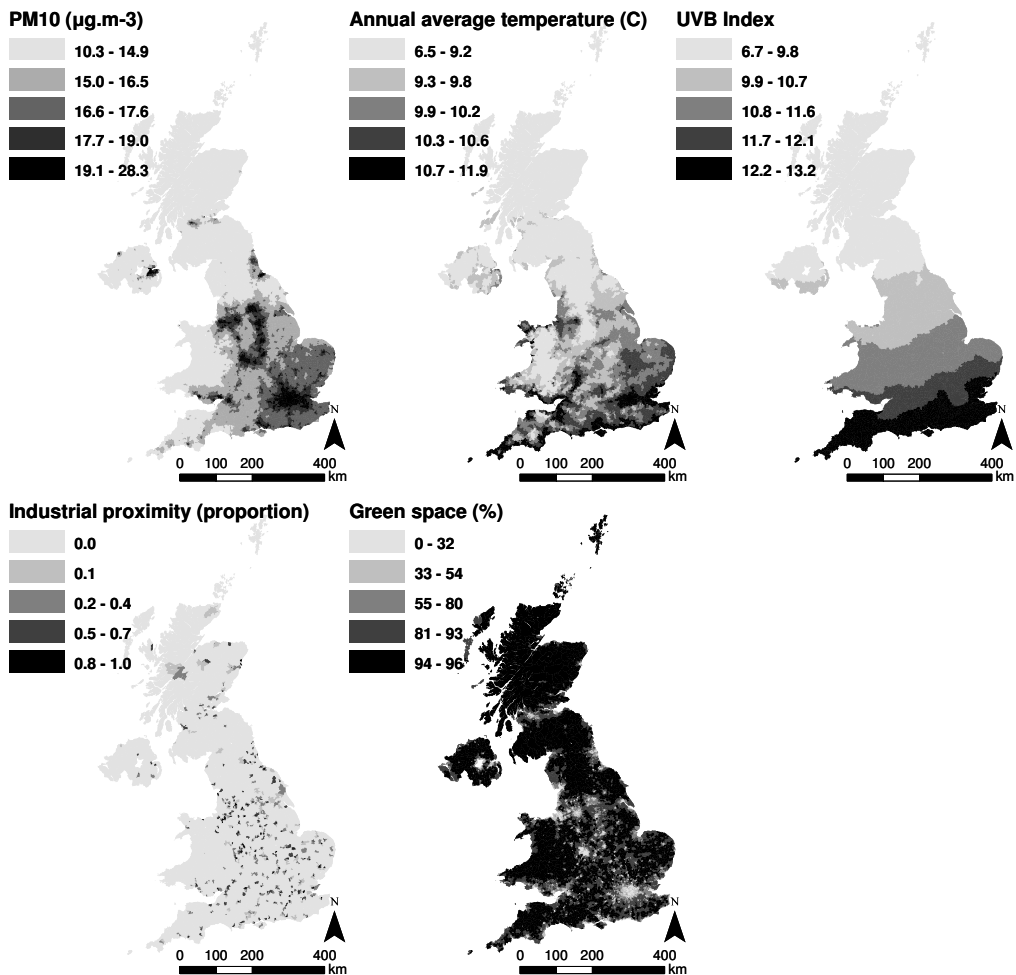 PM10 (µg.m-3)
10.3 - 14.9
15.0 - 16.5
16.6 - 17.6
17.7 - 19.0
19.1 - 28.3
N
0 100 200 400
km
Annual average temperature (C)
6.5 - 9.2
9.3 - 9.8
9.9 - 10.2
10.3 - 10.6
10.7 - 11.9
N
0 100 200 400
km
UVB Index
6.7 - 9.8
9.9 - 10.7
10.8 - 11.6
11.7 - 12.1
12.2 - 13.2
N
0 100 200 400
km
Industrial proximity (proportion)
0.0
0.1
0.2 - 0.4
0.5 - 0.7
0.8 - 1.0
N
0 100 200 400
km
Green space (%)
0 - 32
33 - 54
55 - 80
81 - 93
94 - 96
N
0 100 200 400
km